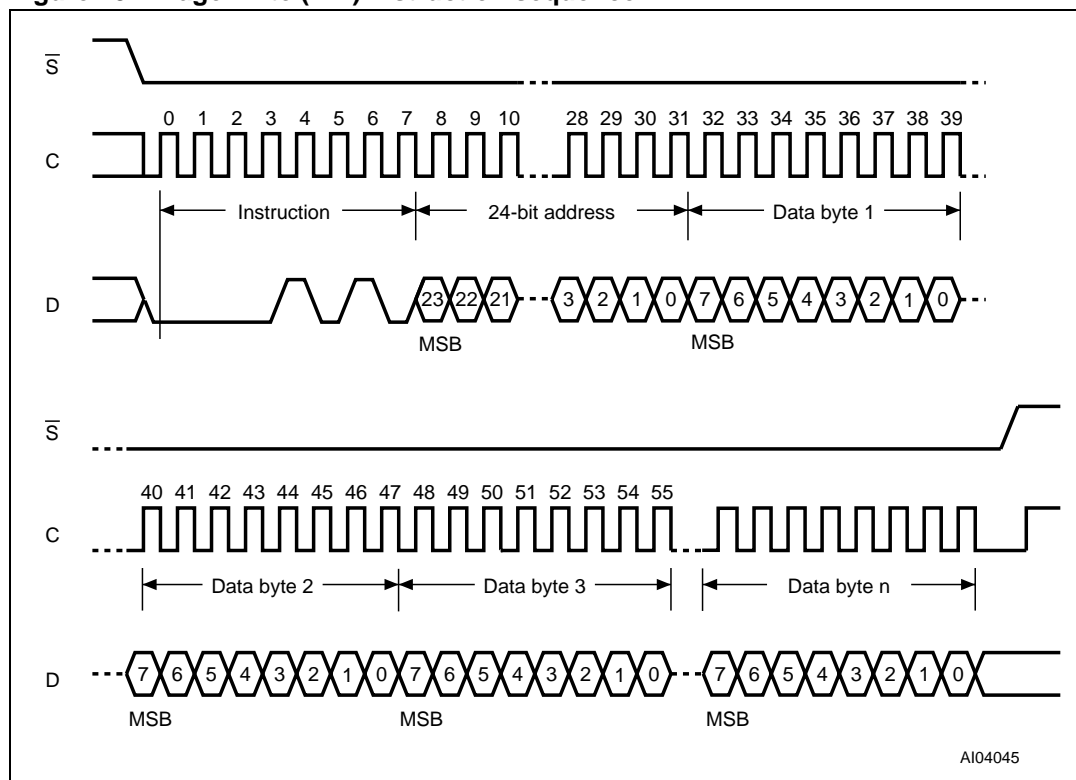 S
0 1 2 3 4 5 6 7 8 9 10 28 29 30 31 32 33 34 35 36 37 38 39
C
Instruction 24-bit address Data byte 1
D 23 22 21 3 2 1 0 7 6 5 4 3 2 1 0
MSB MSB
S
40 41 42 43 44 45 46 47 48 49 50 51 52 53 54 55
C
Data byte 2 Data byte 3 Data byte n
D 7 6 5 4 3 2 1 0 7 6 5 4 3 2 1 0 7 6 5 4 3 2 1 0
MSB MSB MSB
AI04045